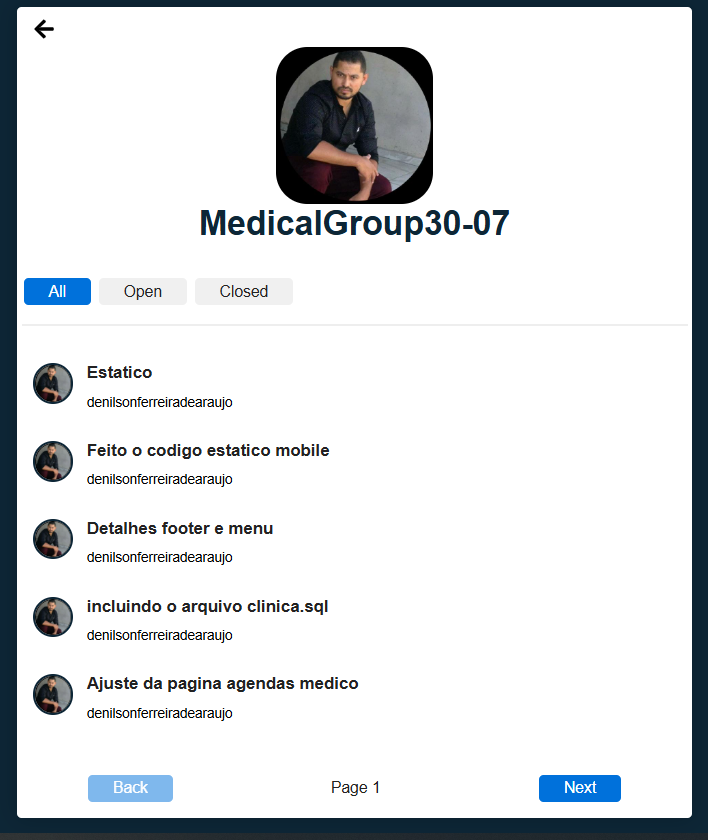 MedicalGroup30-07
All
Open
Closed
Estatico
denilsonferreiradearaujo
Feito o codigo estatico mobile
denilsonferreiradearaujo
Detalhes footer e menu
denilsonferreiradearaujo
incluindo o arquivo clinica.sql
denilsonferreiradearaujo
Ajuste da pagina agendas medico
denilsonferreiradearaujo
Back
Page 1
Next